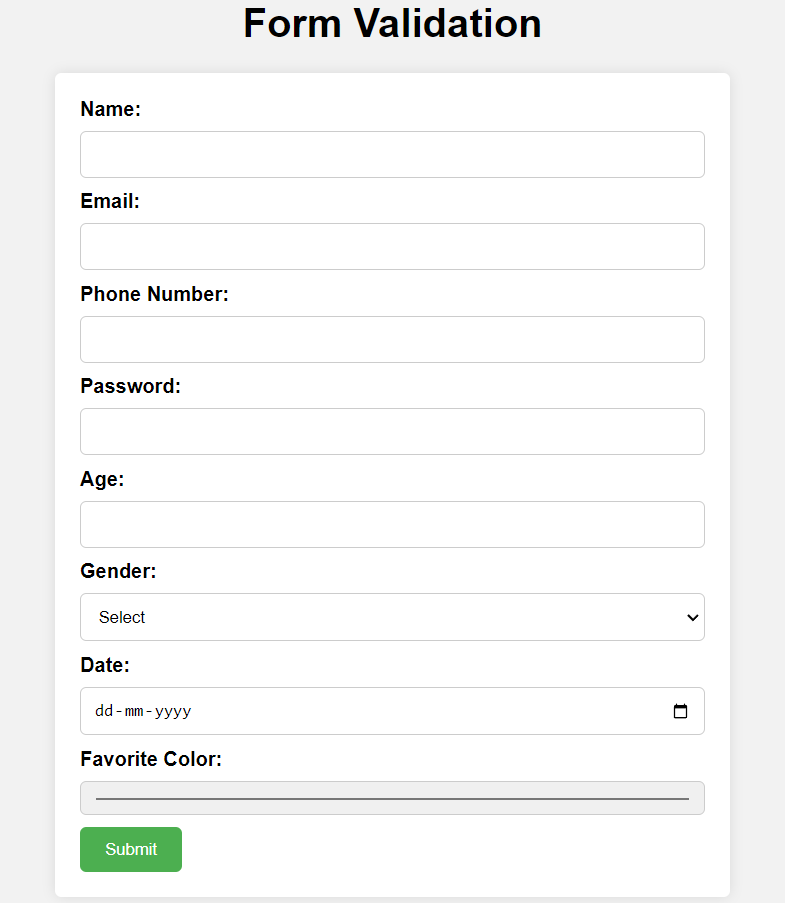 Form Validation
Name:
Email:
Phone Number:
Password:
Age:
Gender:
Select
Date:
dd-mm-yyyy
Favorite Color:
Submit